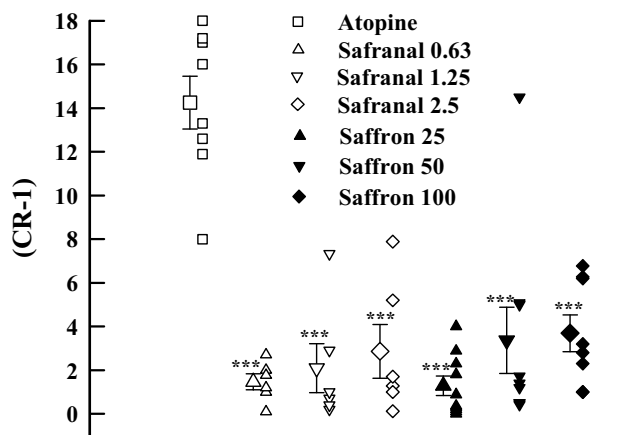 18
16
14
12
10
8
6
4
2
0
(CR-1)
Atopine
Safranal 0.63
Safranal 1.25
Safranal 2.5
Saffron 25
Saffron 50
Saffron 100
***
***
***
***
***
***